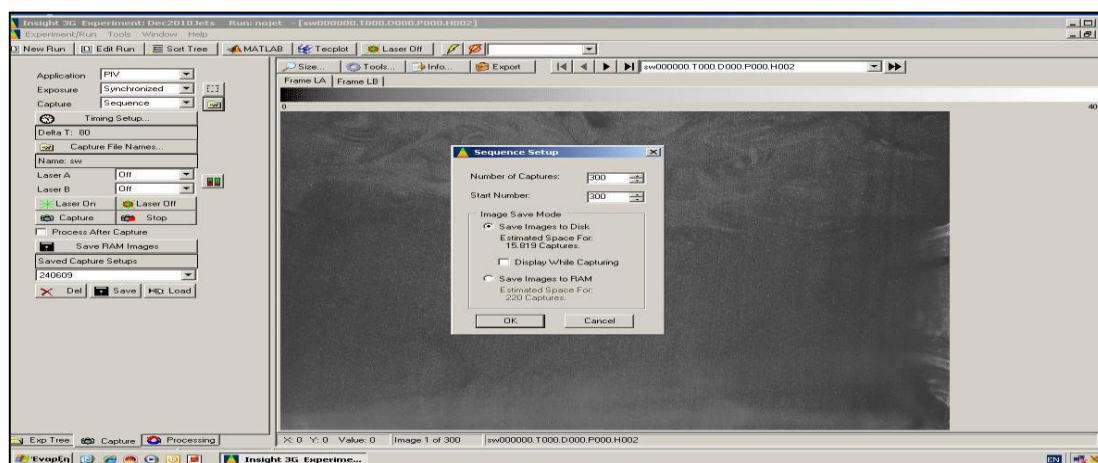 Insight 3G Experiment: Dec2010Jets Run: nojet - [sw000000.T000.D000.P000.H002]
Experiment/Run Tools Window Help
New Run Edit Run Sort Tree MATLAB Tecplot Laser Off
Size... Tools... Info... Export sw000000.T000.D000.P000.H002
Frame LA Frame LB
0 40
Application PIV
Exposure Synchronized
Capture Sequence
Timing Setup...
Delta T: 80
Capture File Names...
Name: sw
Laser A Off
Laser B Off
Laser On Laser Off
Capture Stop
Process After Capture
Save RAM Images
Saved Capture Setups
240609
Del Save Load
Sequence Setup
Number of Captures: 300
Start Number: 300
Image Save Mode
Save Images to Disk
Estimated Space For:
15.819 Captures.
Display While Capturing
Save Images to RAM
Estimated Space For:
220 Captures.
OK Cancel
Exp Tree Capture Processing
X: 0 Y: 0 Value: 0 Image 1 of 300 sw000000.T000.D000.P000.H002
Έναρξη Insight 3G Experime... EN